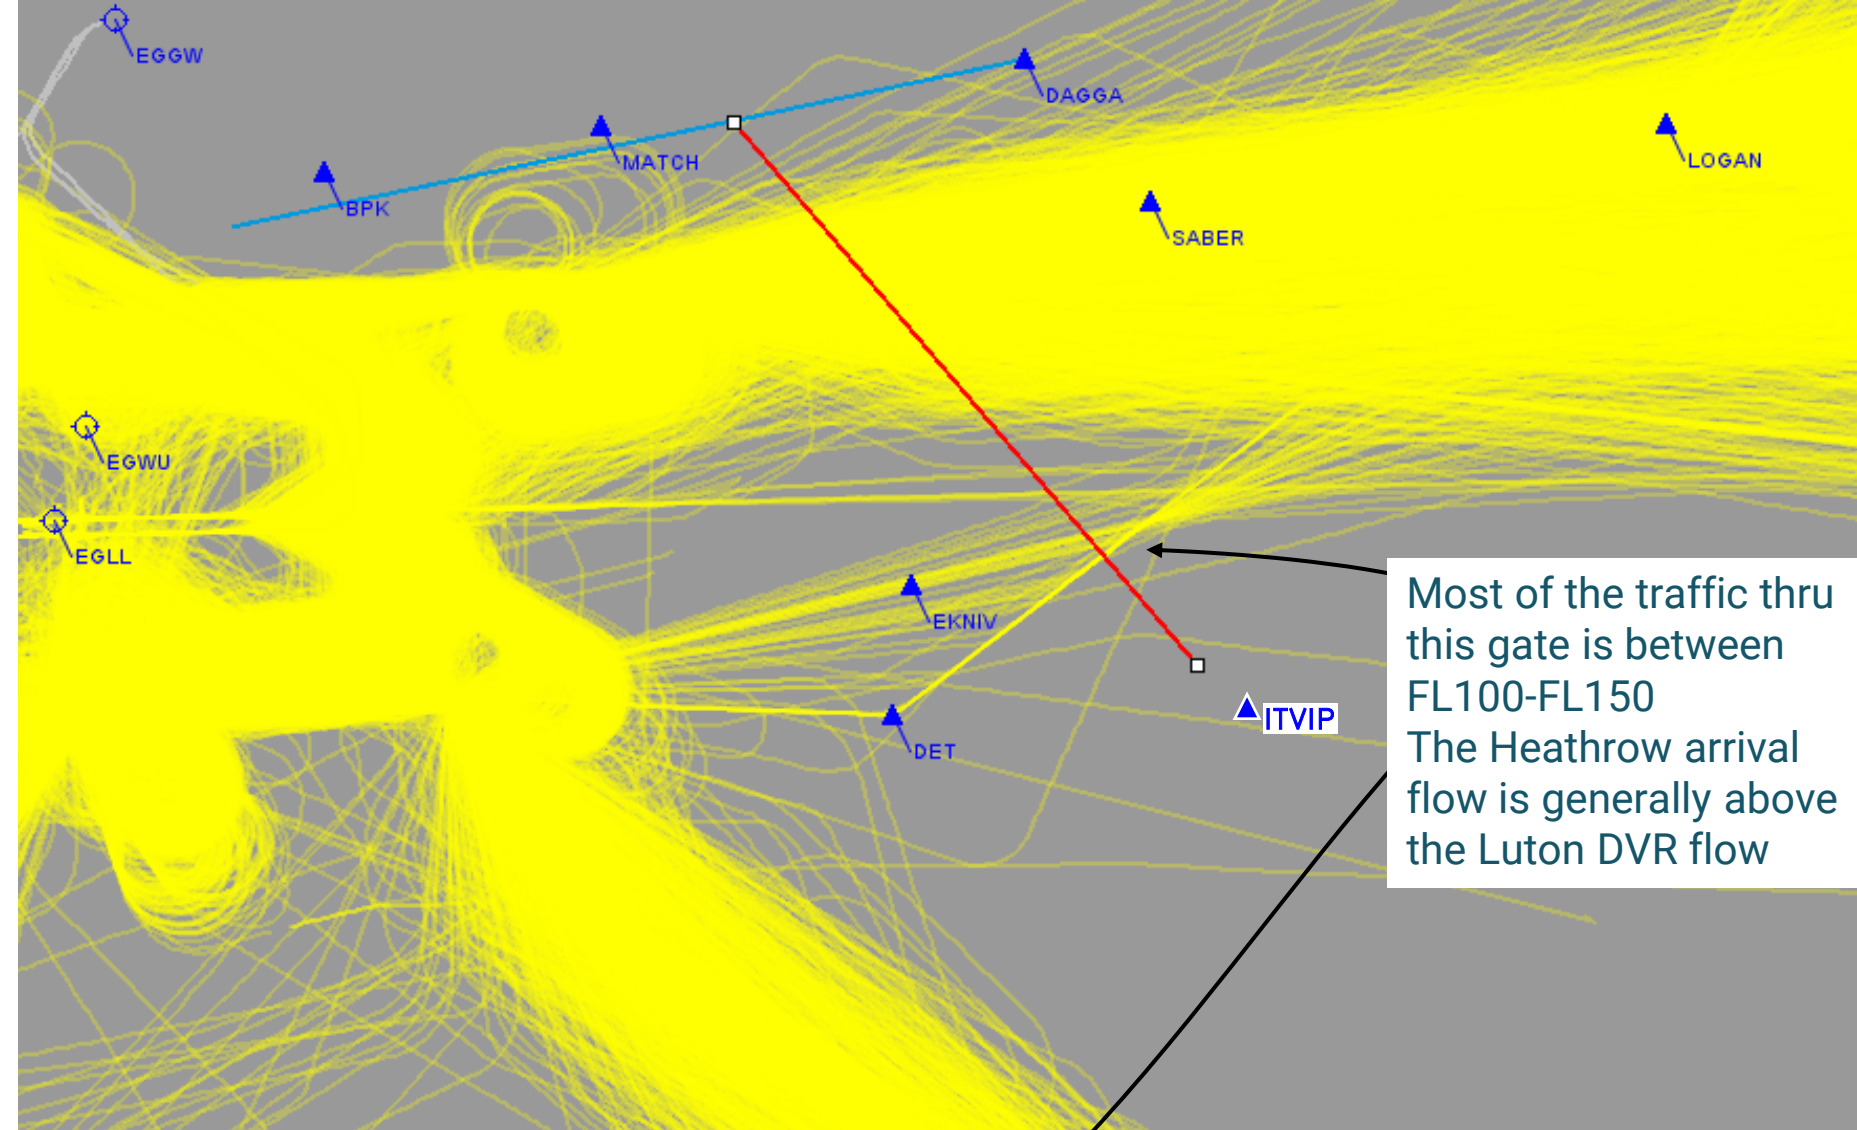 EGGW
DAGGA
MATCH
LOGAN
BPK
SABER
EGWU
EGLL
Most of the traffic thru
this gate is between
FL100-FL150
The Heathrow arrival
flow is generally above
the Luton DVR flow
EKNIV
ITVIP
DET